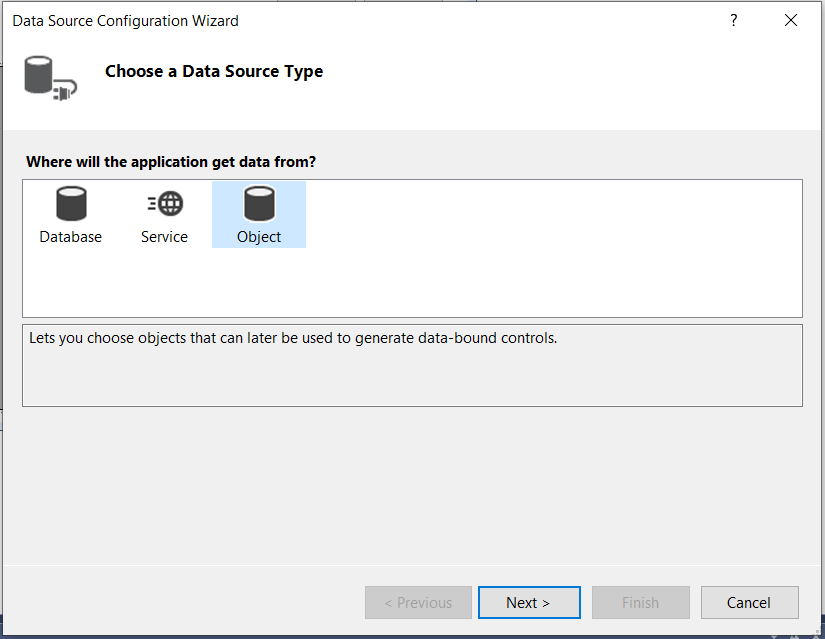 Data Source Configuration Wizard
?
Choose a Data Source Type
Where will the application get data from?
Database Service Object
Lets you choose objects that can later be used to generate data-bound controls.
< Previous Next > Finish Cancel